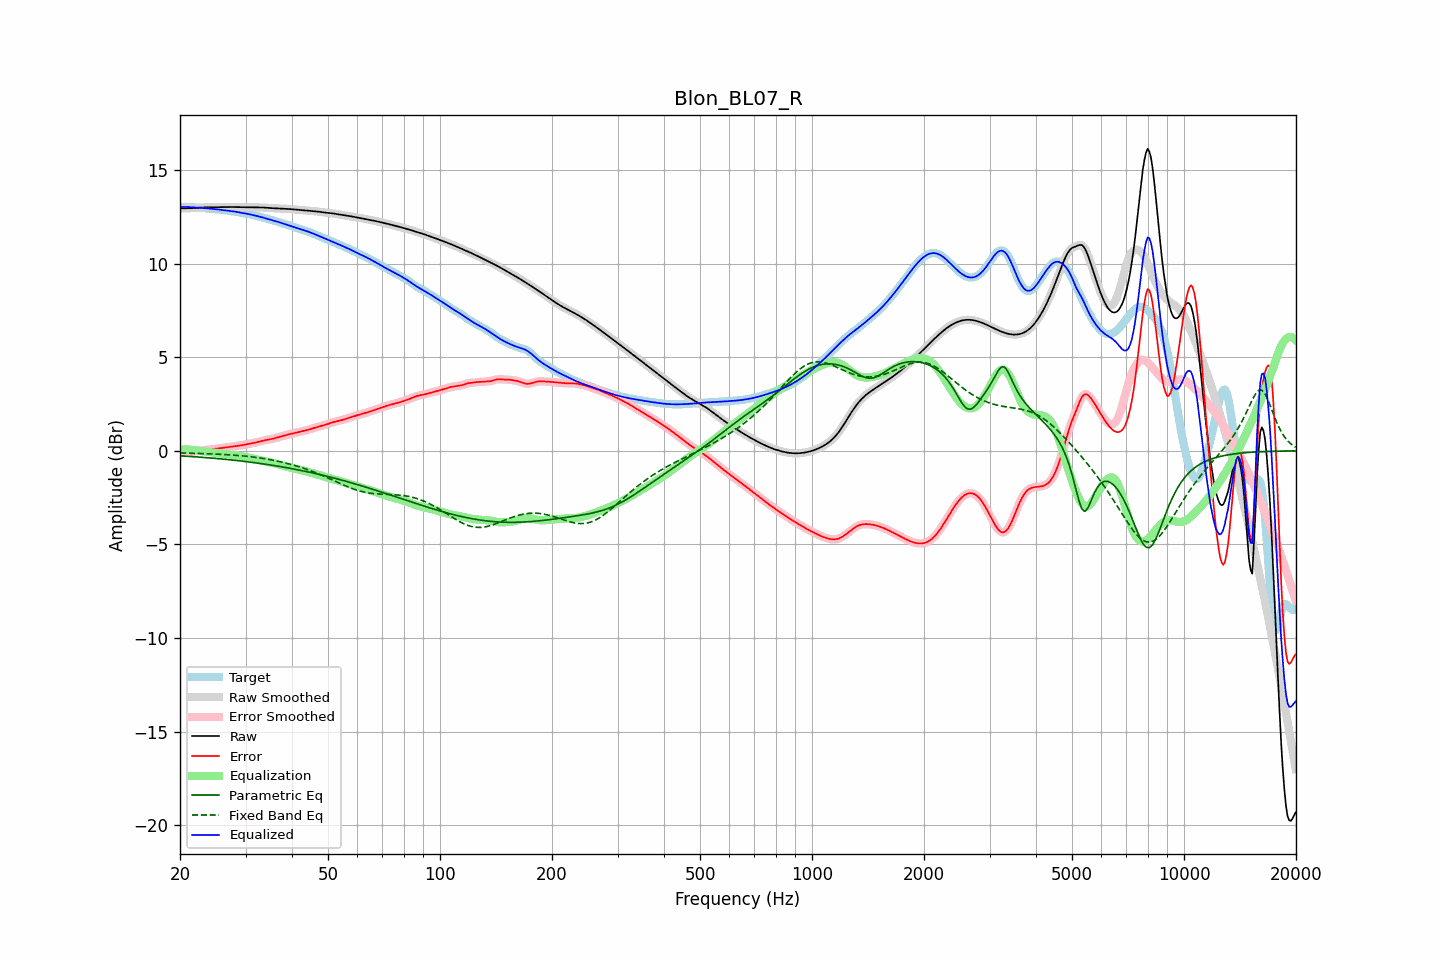 Blon_BL07_R
Amplitude (dBr)
15
10
5
0
−5
−10
−15
−20
Target
Raw Smoothed
Error Smoothed
Raw
Error
Equalization
Parametric Eq
Fixed Band Eq
Equalized
20 50 100 200 500 1000 2000 5000 10000 20000
Frequency (Hz)